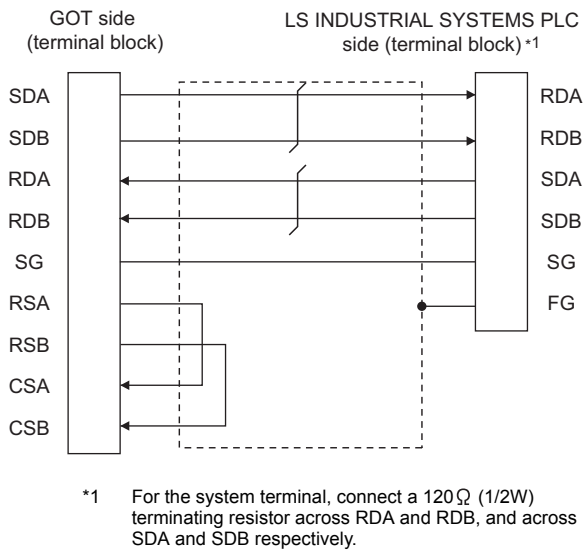 GOT side
(terminal block)
LS INDUSTRIAL SYSTEMS PLC
side (terminal block) *1
SDA
RDA
SDB
RDB
RDA
SDA
RDB
SDB
SG
SG
RSA
FG
RSB
CSA
CSB
*1 For the system terminal, connect a 120Ω (1/2W)
terminating resistor across RDA and RDB, and across
SDA and SDB respectively.